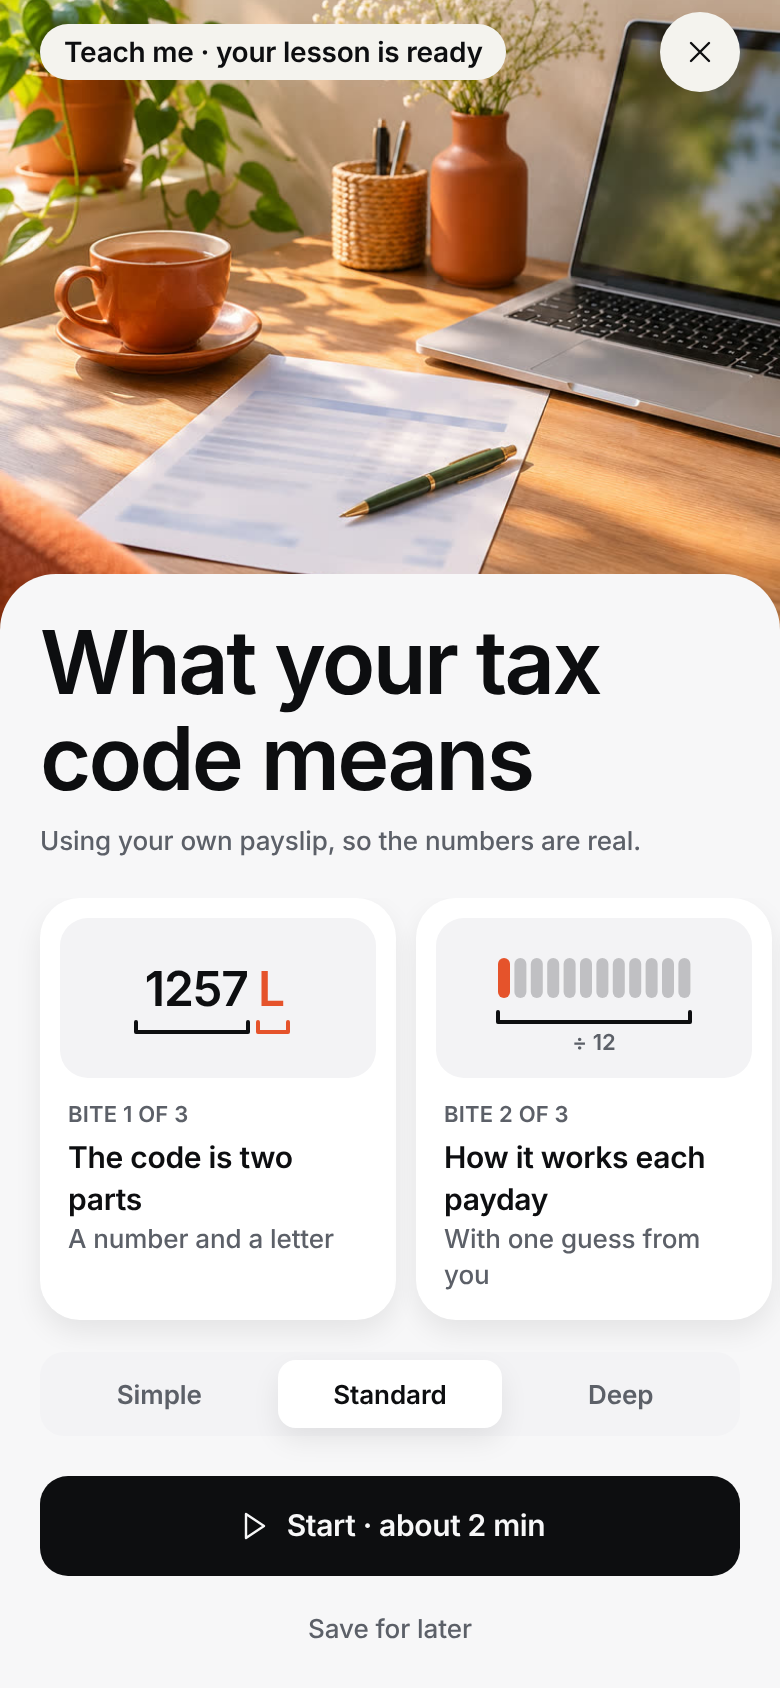 Teach me · your lesson is ready
What your tax
code means
Using your own payslip, so the numbers are real.
1257 L
÷ 12
BITE 1 OF 3
The code is two
parts
A number and a letter
BITE 2 OF 3
How it works each
payday
With one guess from
you
Simple
Standard
Deep
Start · about 2 min
Save for later